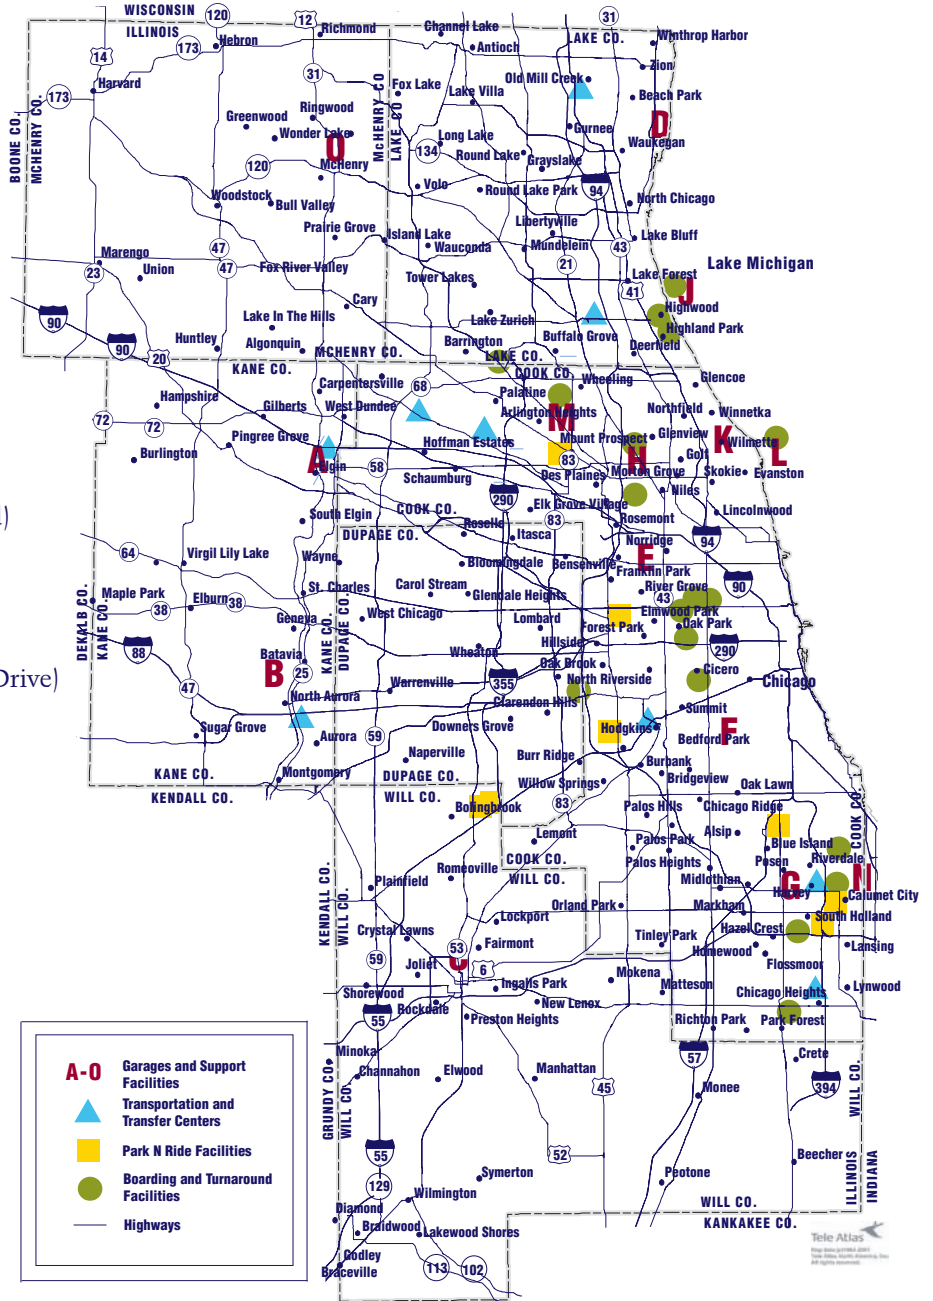 WISCONSIN
ILLINOIS
120
12
31
Richmond
Channel Lake
LAKE CO.
Winthrop Harbor
Hebron
173
14
Antioch
Zion
Harvard
173
31
Fox Lake
Old Mill Creek
Lake Villa
Beach Park
BOONE CO.
MCHENRY CO.
McHENRY CO
LAKE CO.
Ringwood
Greenwood
Wonder Lake
O
Long Lake
134
Gurnee
D
Waukegan
Round Lake
Grayslake
120
McHenry
Volo
Round Lake Park
94
North Chicago
Woodstock
Bull Valley
Prairie Grove
Island Lake
Libertyville
Wauconda
Mundelein
43
Lake Bluff
47
Marengo
23
Union
47
Fox River Valley
21
Lake Michigan
Tower Lakes
Lake Forest
41
J
90
Cary
Highwood
Lake In The Hills
Lake Zurich
Highland Park
90
20
Huntley
Algonquin
Barrington
Buffalo Grove
Deerfield
MCHENRY CO.
KANE CO.
LAKE CO.
COOK CO.
Carpentersville
68
Wheeling
Glencoe
Hampshire
Palatine
Gilberts
West Dundee
M
Arlington Heights
Northfield
Winnetka
72
72
Pingree Grove
Hoffman Estates
Mount Prospect
Glenview
K
Wilmette
L
Burlington
A
Elgin
58
Schaumburg
83
H
Golf
Des Plaines
Morton Grove
Skokie
Evanston
290
Niles
l)
South Elgin
COOK CO.
Elk Grove Village
Lincolnwood
DUPAGE CO.
Roselle
83
Rosemont
Itasca
94
64
Virgil
Lily Lake
Wayne
Norridge
Bloomingdale
Bensenville
E
Franklin Park
90
Maple Park
St. Charles
Carol Stream
Glendale Heights
River Grove
43
38
Elburn
38
DEKALB CO.
KANE CO.
KANE CO.
DUPAGE CO.
Geneva
West Chicago
Lombard
Elmwood Park
Forest Park
Oak Park
88
Hillside
290
Batavia
Wheaton
Oak Brook
Cicero
Drive)
B
25
355
North Riverside
Chicago
47
Warrenville
North Aurora
Clarendon Hills
Summit
Sugar Grove
Downers Grove
Hodgkins
F
Aurora
59
Bedford Park
Naperville
Burr Ridge
Burbank
KANE CO.
Montgomery
DUPAGE CO.
Bridgeview
KENDALL CO.
WILL CO.
Willow Springs
Oak Lawn
Bolingbrook
83
Palos Hills
Chicago Ridge
COOK CO.
Lemont
Palos Park
Alsip
Blue Island
COOK CO.
Palos Heights
Posen
Riverdale
Romeoville
WILL CO.
Midlothian
G
Harvey
N
Plainfield
Calumet City
KENDALL CO.
WILL CO.
Orland Park
Markham
South Holland
Lockport
Crystal Lawns
Tinley Park
Hazel Crest
Fairmont
53
Homewood
Lansing
59
C
6
Flossmoor
Joliet
Mokena
Ingalls Park
Matteson
Chicago Heights
Lynwood
Shorewood
Rockdale
New Lenox
55
Preston Heights
Richton Park
Park Forest
Minoka
57
Crete
A-O
Garages and Support
Facilities
Channahon
Elwood
Manhattan
45
Monee
394
WILL CO.
GRUNDY CO.
WILL CO.
Transportation and
Transfer Centers
Park N Ride Facilities
55
52
Beecher
ILLINOIS
INDIANA
Boarding and Turnaround
Facilities
129
Symerton
Peotone
Highways
Wilmington
Diamond
WILL CO.
KANKAKEE CO.
Braidwood
Lakewood Shores
Tele Atlas
Godley
113
102
Braceville